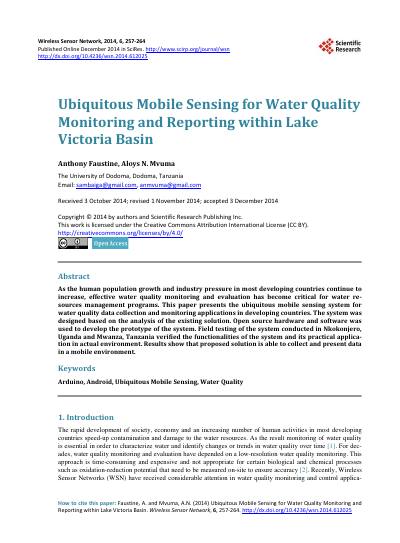 Wireless Sensor Network, 2014, 6, 257-264
Published Online December 2014 in SciRes. http://www.scirp.org/journal/wsn
http://dx.doi.org/10.4236/wsn.2014.612025
Scientific
Research
Ubiquitous Mobile Sensing for Water Quality
Monitoring and Reporting within Lake
Victoria Basin
Anthony Faustine, Aloys N. Mvuma
The University of Dodoma, Dodoma, Tanzania
Email: sambaiga@gmail.com, anmvuma@gmail.com
Received 3 October 2014; revised 1 November 2014; accepted 3 December 2014
Copyright © 2014 by authors and Scientific Research Publishing Inc.
This work is licensed under the Creative Commons Attribution International License (CC BY).
http://creativecommons.org/licenses/by/4.0/
Open Access
Abstract
As the human population growth and industry pressure in most developing countries continue to
increase, effective water quality monitoring and evaluation has become critical for water re-
sources management programs. This paper presents the ubiquitous mobile sensing system for
water quality data collection and monitoring applications in developing countries. The system was
designed based on the analysis of the existing solution. Open source hardware and software was
used to develop the prototype of the system. Field testing of the system conducted in Nkokonjero,
Uganda and Mwanza, Tanzania verified the functionalities of the system and its practical applica-
tion in actual environment. Results show that proposed solution is able to collect and present data
in a mobile environment.
Keywords
Arduino, Android, Ubiquitous Mobile Sensing, Water Quality
1. Introduction
The rapid development of society, economy and an increasing number of human activities in most developing
countries speed-up contamination and damage to the water resources. As the result monitoring of water quality
is essential in order to characterize water and identify changes or trends in water quality over time [1]. For dec-
ades, water quality monitoring and evaluation have depended on a low-resolution water quality monitoring. This
approach is time-consuming and expensive and not appropriate for certain biological and chemical processes
such as oxidation-reduction potential that need to be measured on-site to ensure accuracy [2]. Recently, Wireless
Sensor Networks (WSN) have received considerable attention in water quality monitoring and control applica-
How to cite this paper: Faustine, A. and Mvuma, A.N. (2014) Ubiquitous Mobile Sensing for Water Quality Monitoring and
Reporting within Lake Victoria Basin. Wireless Sensor Network, 6, 257-264. http://dx.doi.org/10.4236/wsn.2014.612025